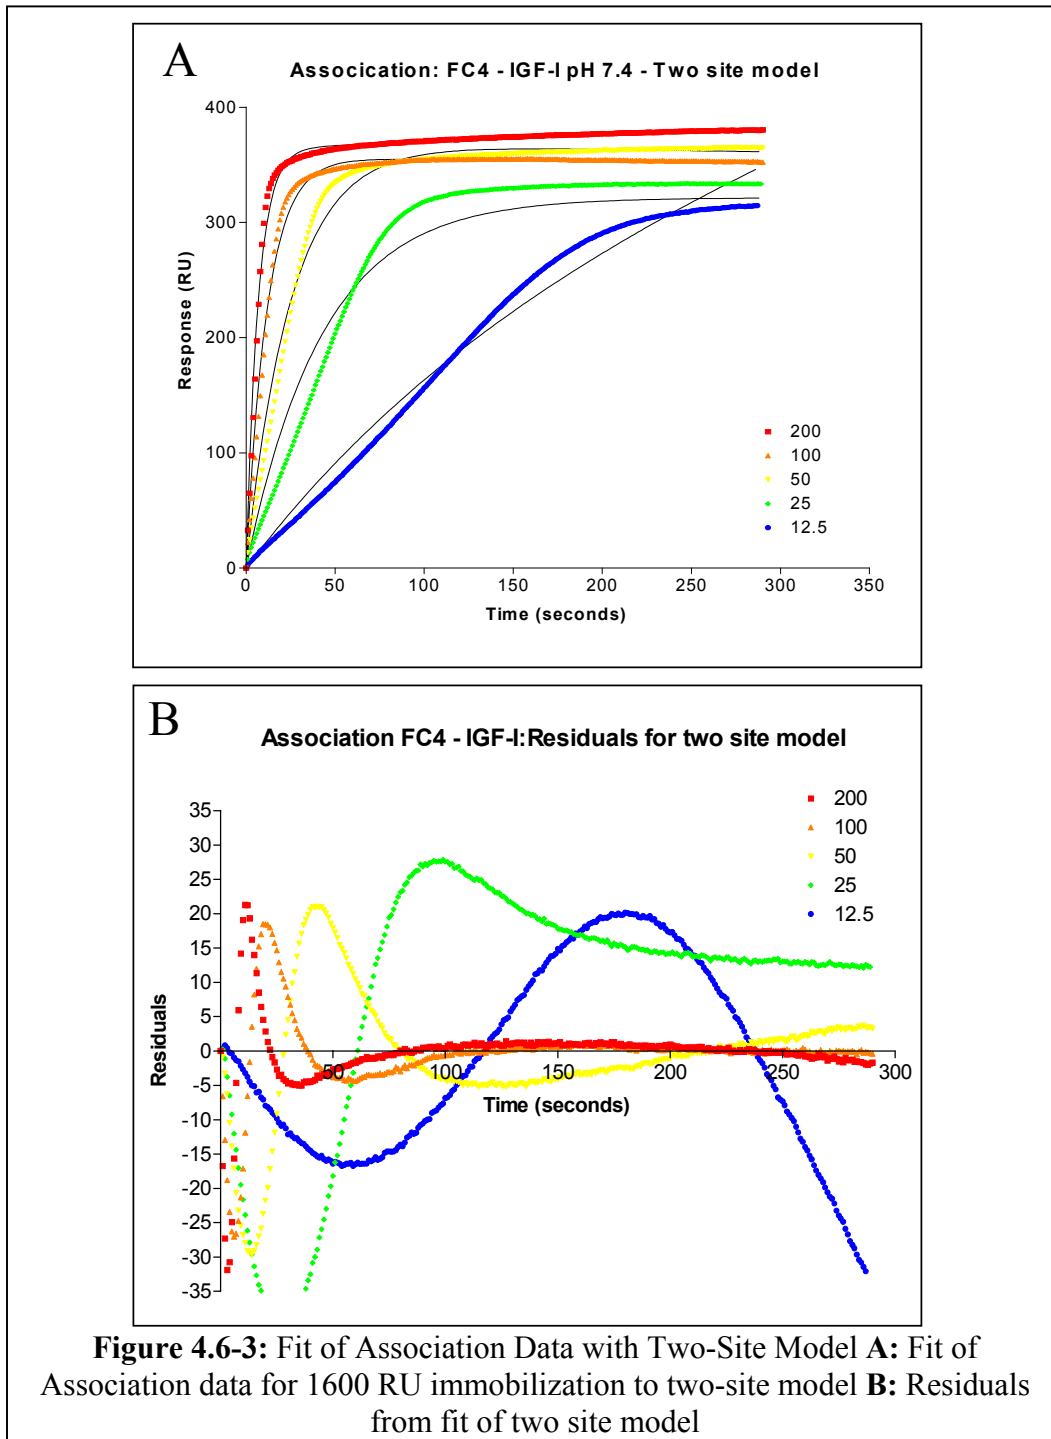 A
Assocication: FC4 - IGF-I pH 7.4 - Two site model
400
300
200
100
0
Response (RU)
0 50 100 150 200 250 300 350
Time (seconds)
200
100
50
25
12.5
B
Association FC4 - IGF-I:Residuals for two site model
35
30
25
20
15
10
5
0
-5
-10
-15
-20
-25
-30
-35
Residuals
50 100 150 200 250 300
Time (seconds)
200
100
50
25
12.5
Figure 4.6-3: Fit of Association Data with Two-Site Model A: Fit of
Association data for 1600 RU immobilization to two-site model B: Residuals
from fit of two site model